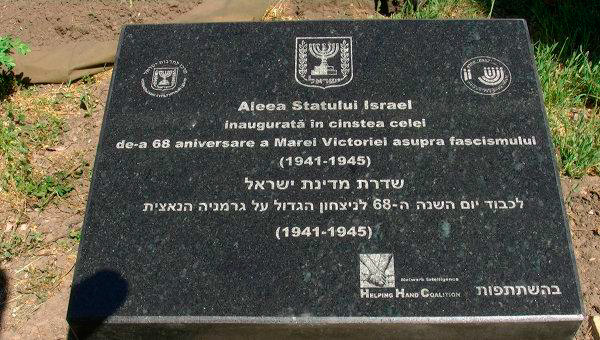 ישראל
Aleea Statului Israel
inaugurată în cinstea celei
de-a 68 aniversare a Marei Victoriei asupra fascismului
(1941-1945)
שדרת מדינת ישראל
לכבוד יום השנה ה-68 לניצחון הגדול על גרמניה הנאצית
(1941-1945)
Network Intelligence
HELPING HAND COALITION
בהשתתפות